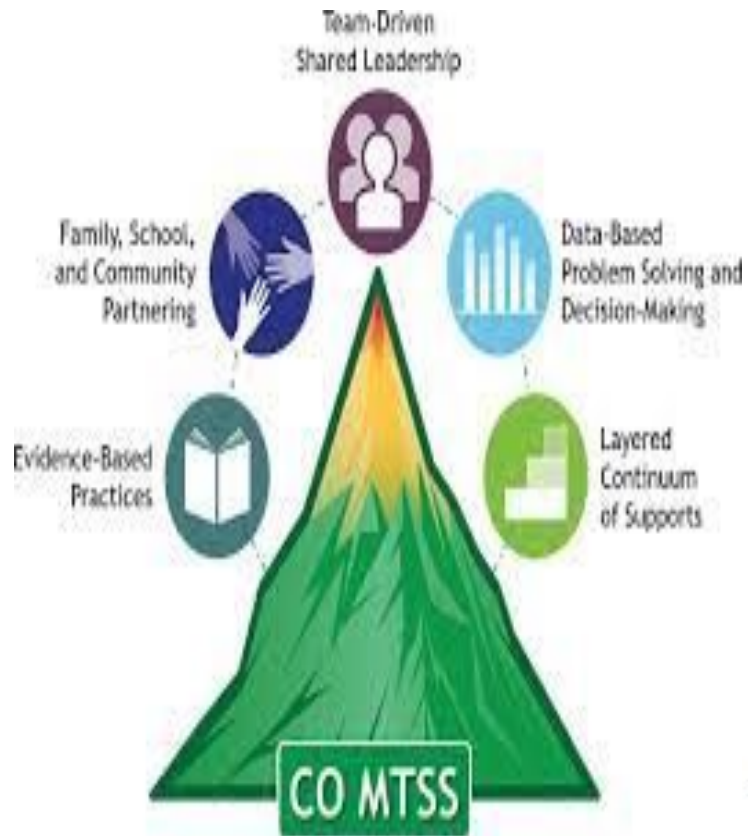 Team-Driven
Shared Leadership
Family, School,
and Community
Partnering
Data-Based
Problem Solving and
Decision-Making
Evidence-Based
Practices
Layered
Continuum
of Supports
CO MTSS